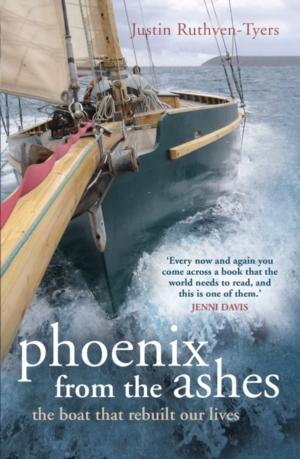 Justin Ruthven-Tyers
'Every now and again you
come across a book that the
world needs to read, and
this is one of them.'
JENNI DAVIS
phoenix
from the ashes
the boat that rebuilt our lives